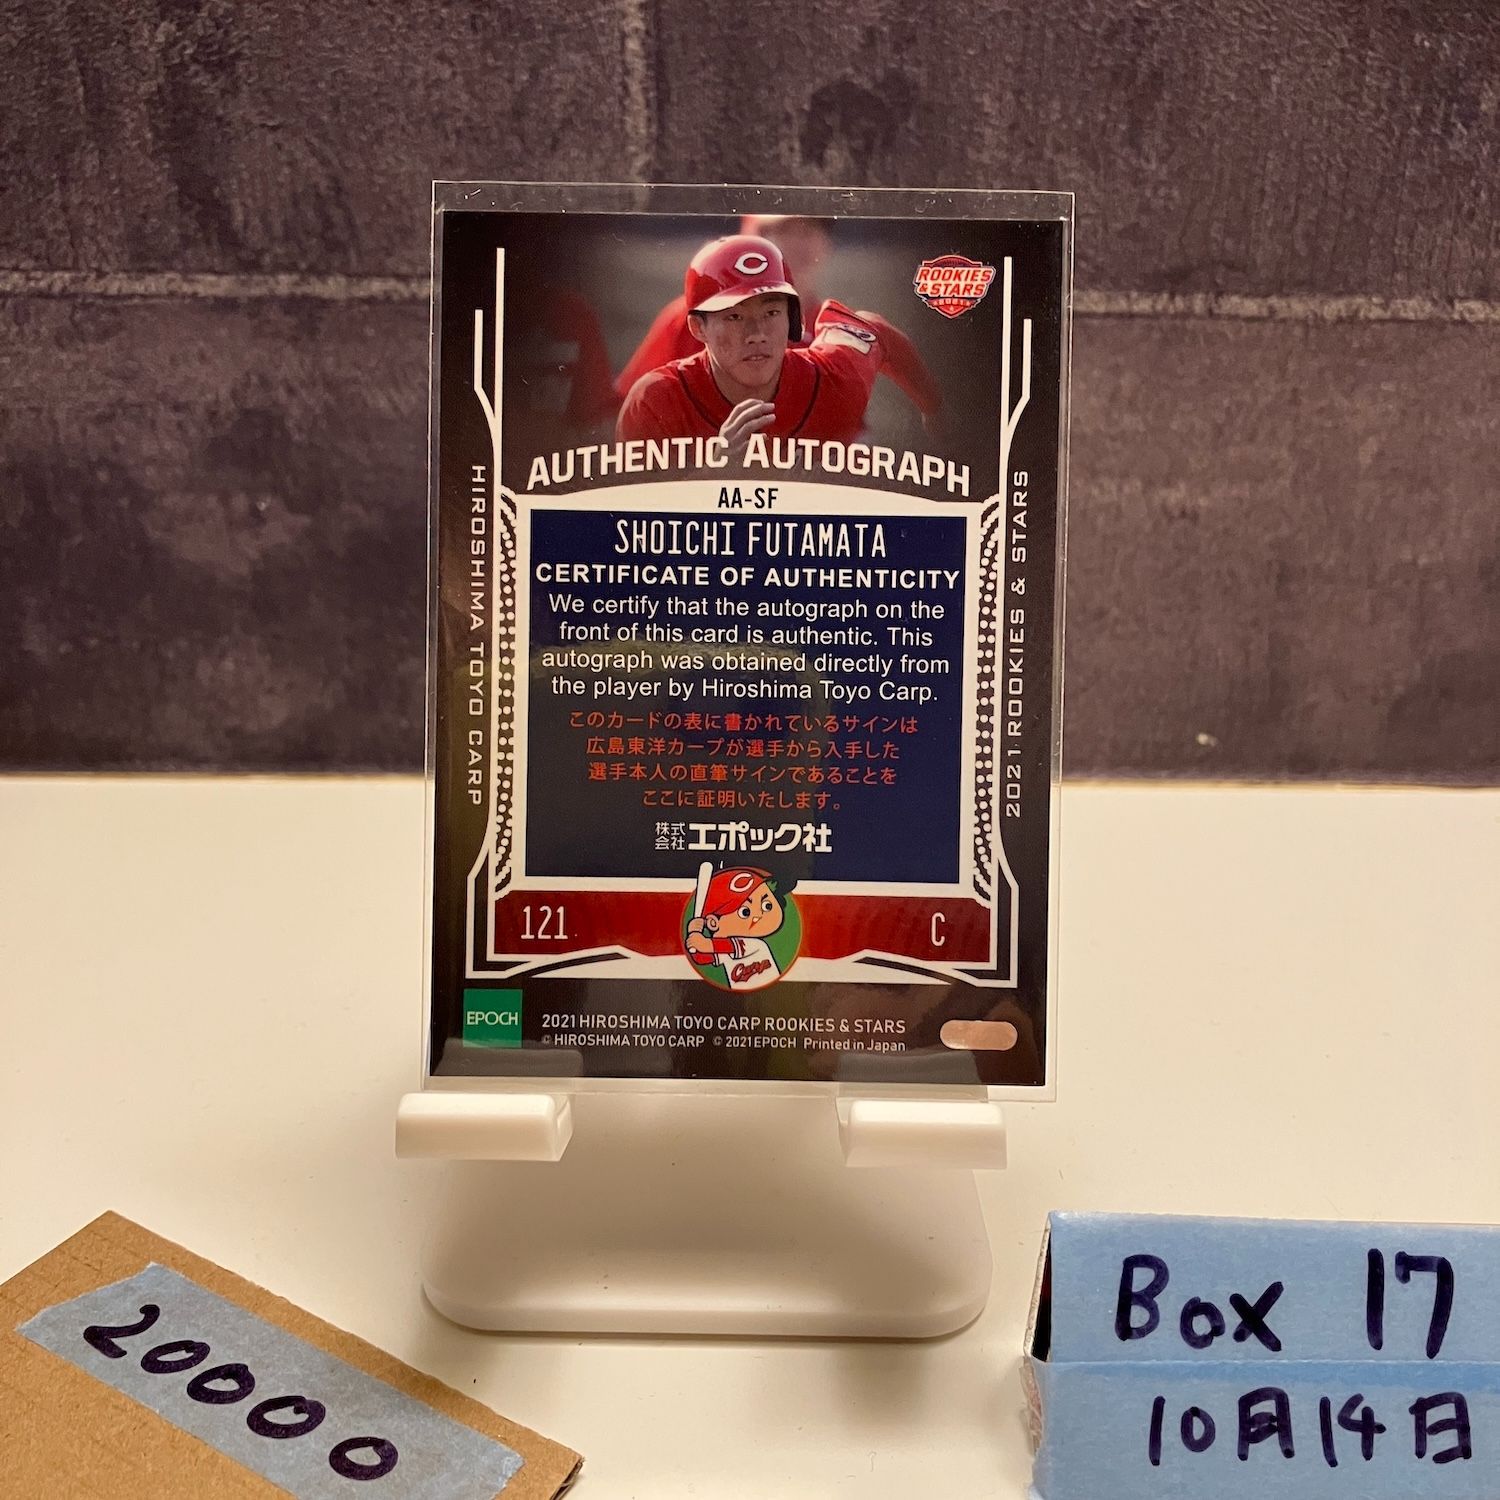 ROOKIES
& STARS
2021
AUTHENTIC AUTOGRAPH
AA-SF
SHOICHI FUTAMATA
CERTIFICATE OF AUTHENTICITY
We certify that the autograph on the
front of this card is authentic. This
autograph was obtained directly from
the player by Hiroshima Toyo Carp.
このカードの表に書かれているサインは
広島東洋カープが選手から入手した
選手本人の直筆サインであることを
ここに証明いたします。
株式会社エポック社
HIROSHIMA TOYO CARP
2021 ROOKIES & STARS
121
C
C
Carp
EPOCH
2021 HIROSHIMA TOYO CARP ROOKIES & STARS
© HIROSHIMA TOYO CARP © 2021 EPOCH Printed in Japan
20000
Box 17
10月14日